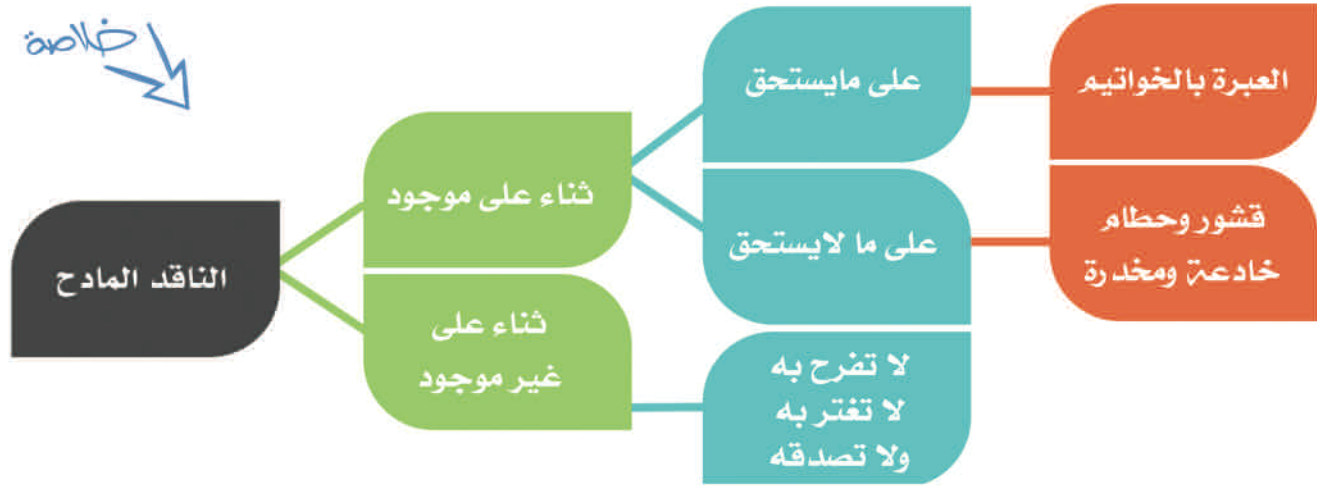 خلاصة
الناقد المادح
ثناء على موجود
على مايستحق
العبرة بالخواتيم
على ما لايستحق
قشور وحطام
خادعة ومخدرة
ثناء على
غير موجود
لا تفرح به
لا تغتر به
ولا تصدقه